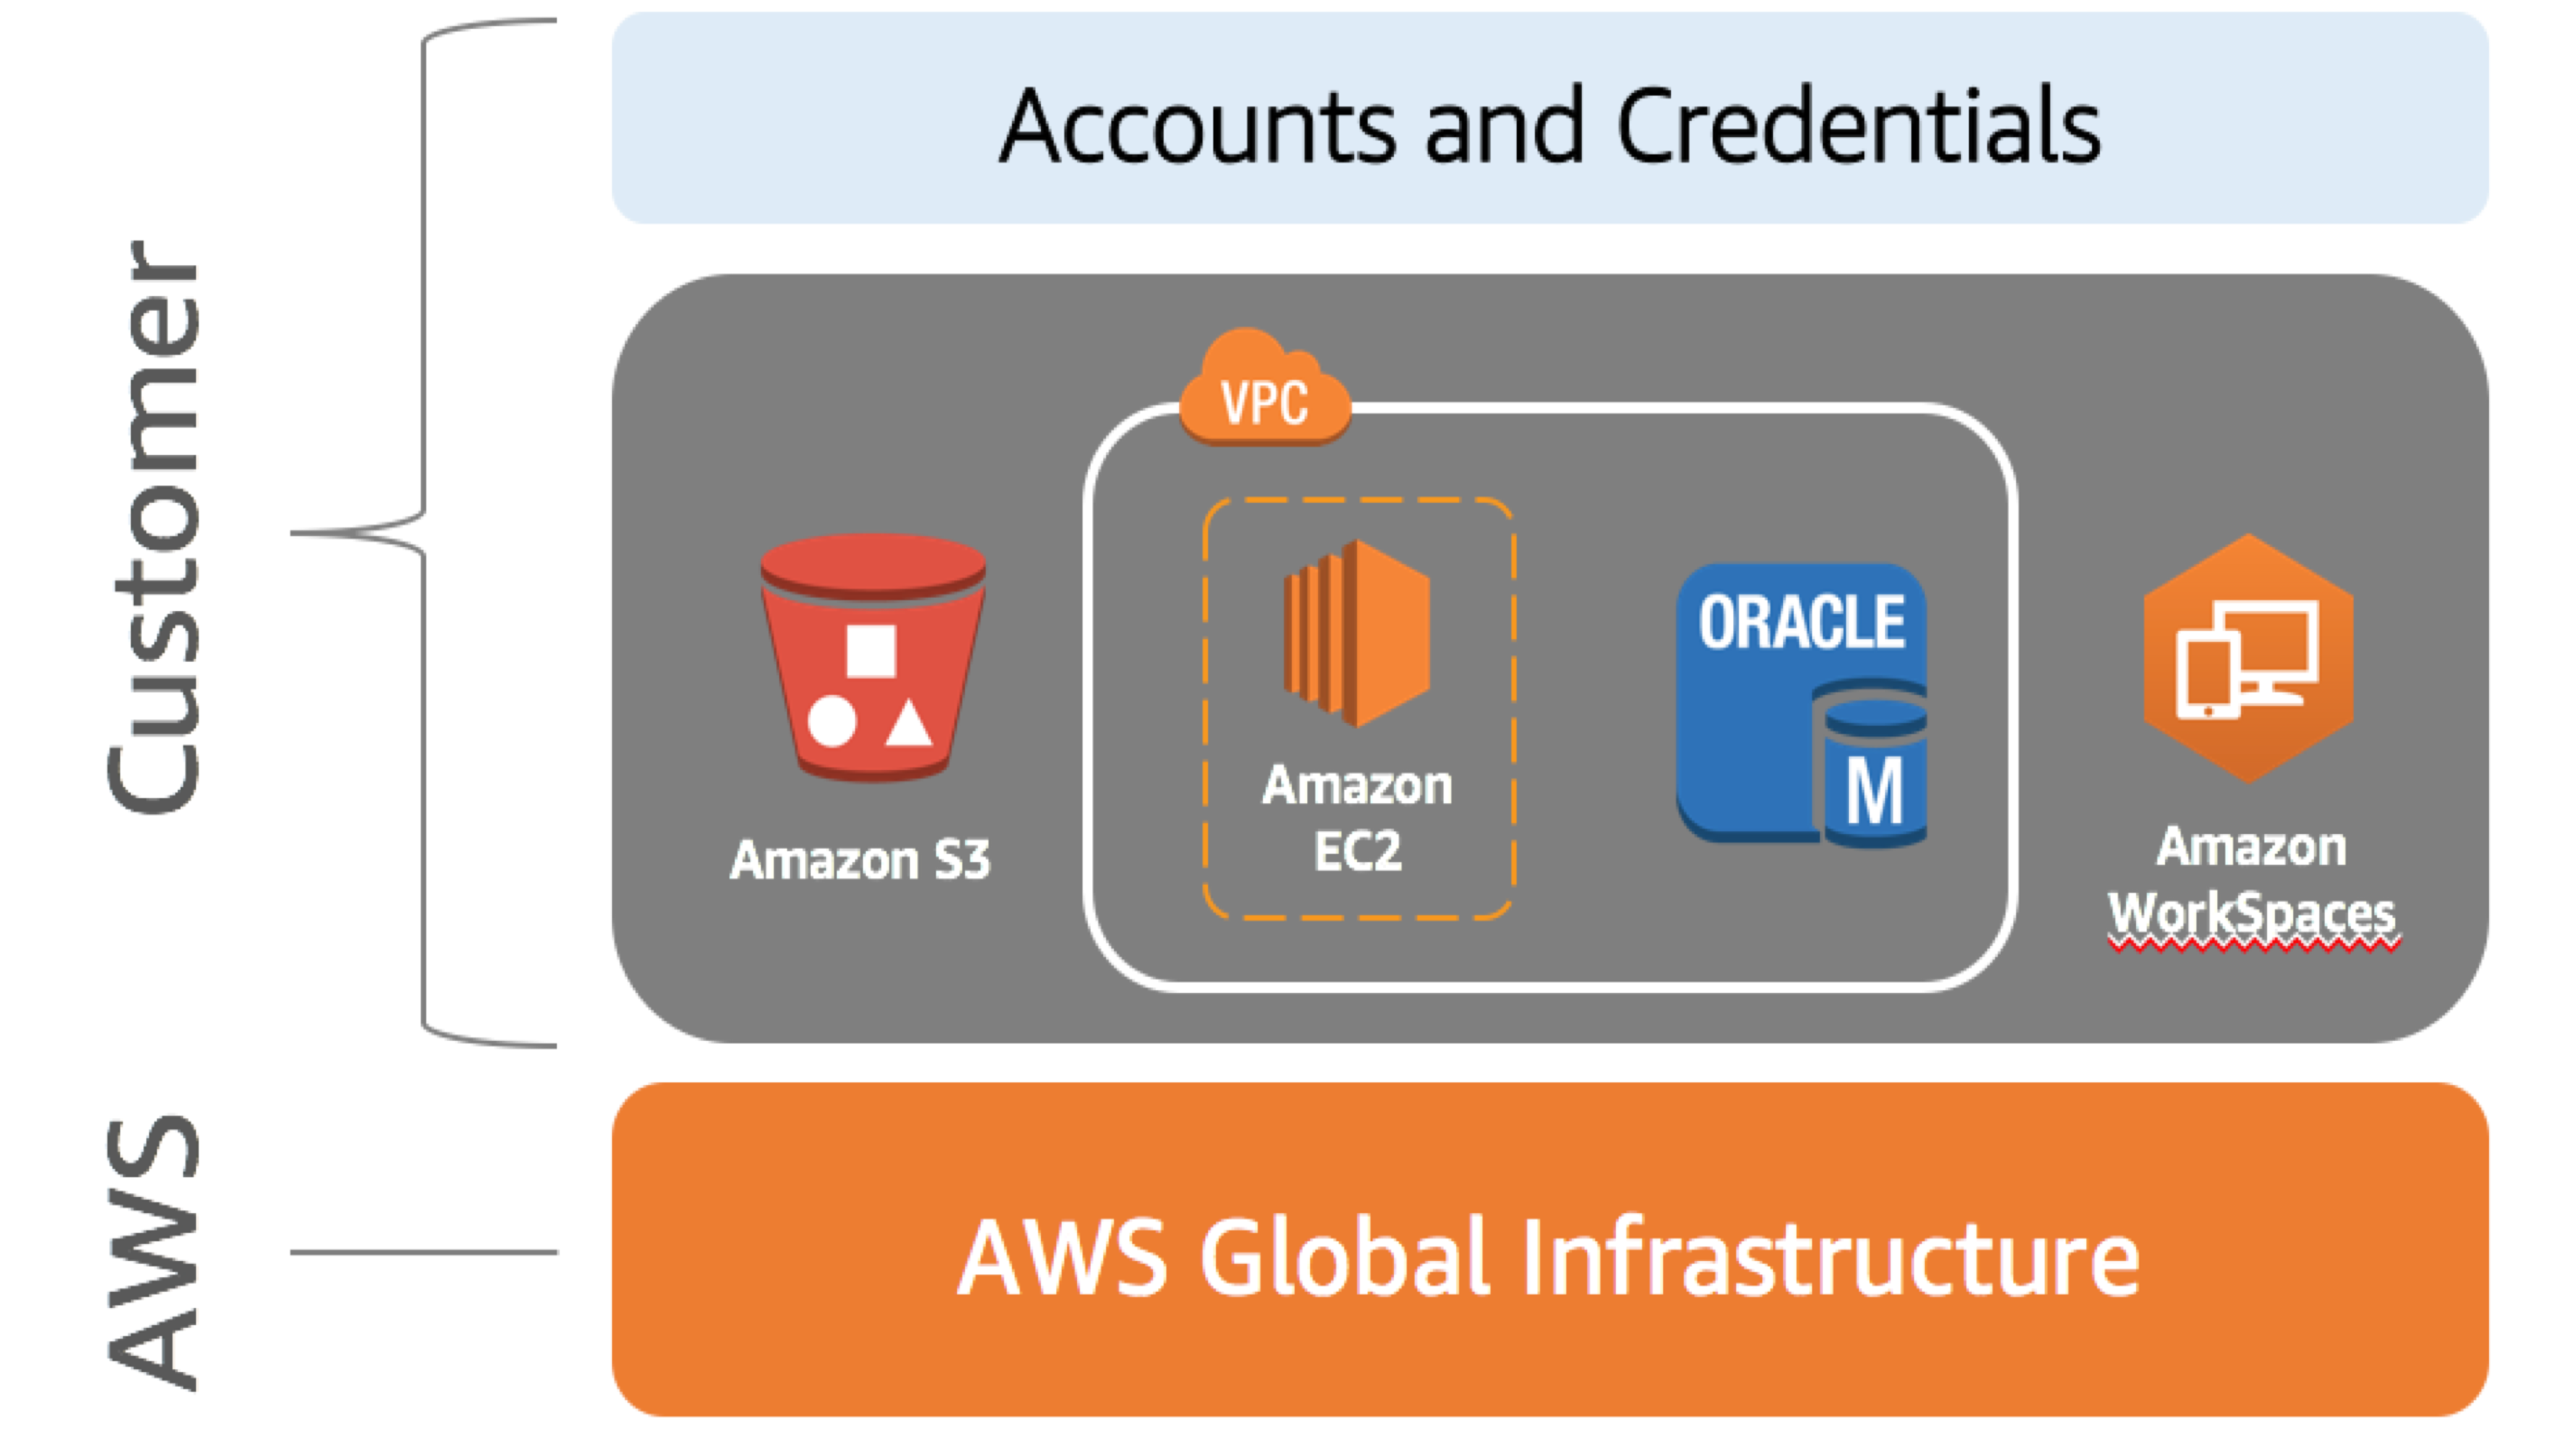 Customer
Accounts and Credentials
VPC
Amazon S3
Amazon
EC2
ORACLE
M
Amazon
WorkSpaces
AWS
AWS Global Infrastructure